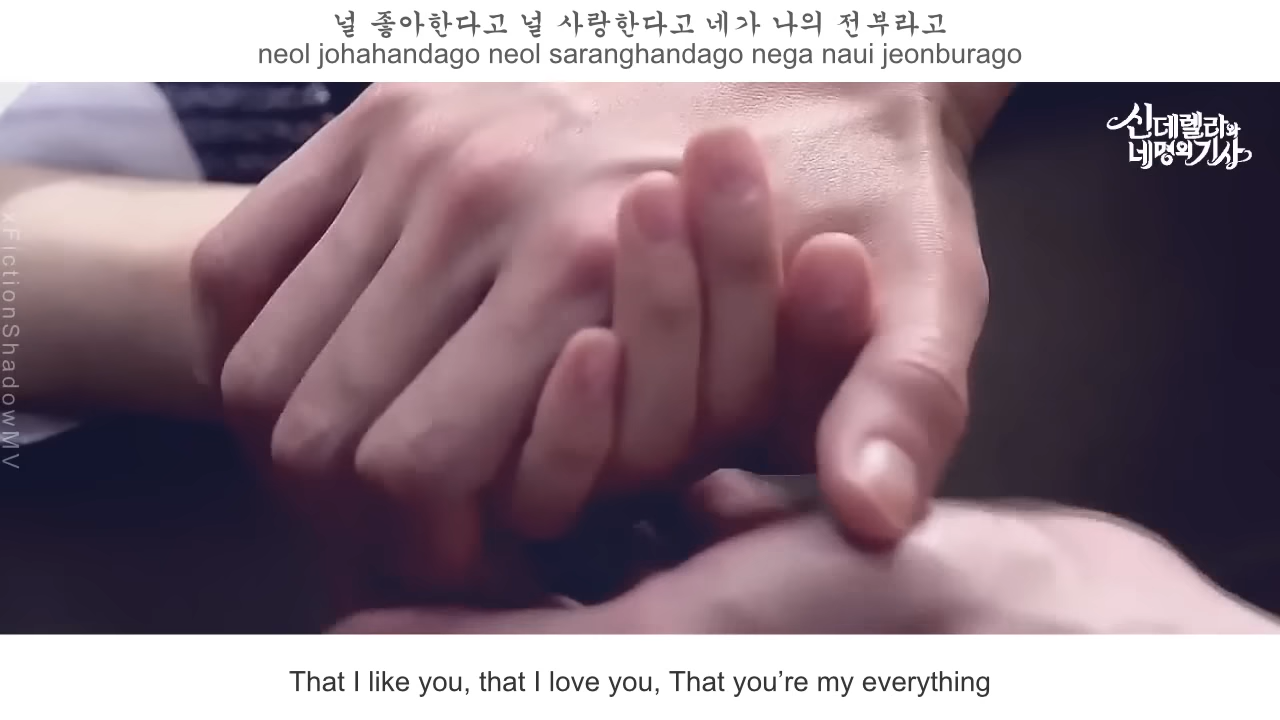 널 좋아한다고 널 사랑한다고 네가 나의 전부라고
neol johahandago neol saranghandago nega naui jeonburago
신데렐라와
네명의기사
xFictionShadowMV
That I like you, that I love you, That you’re my everything